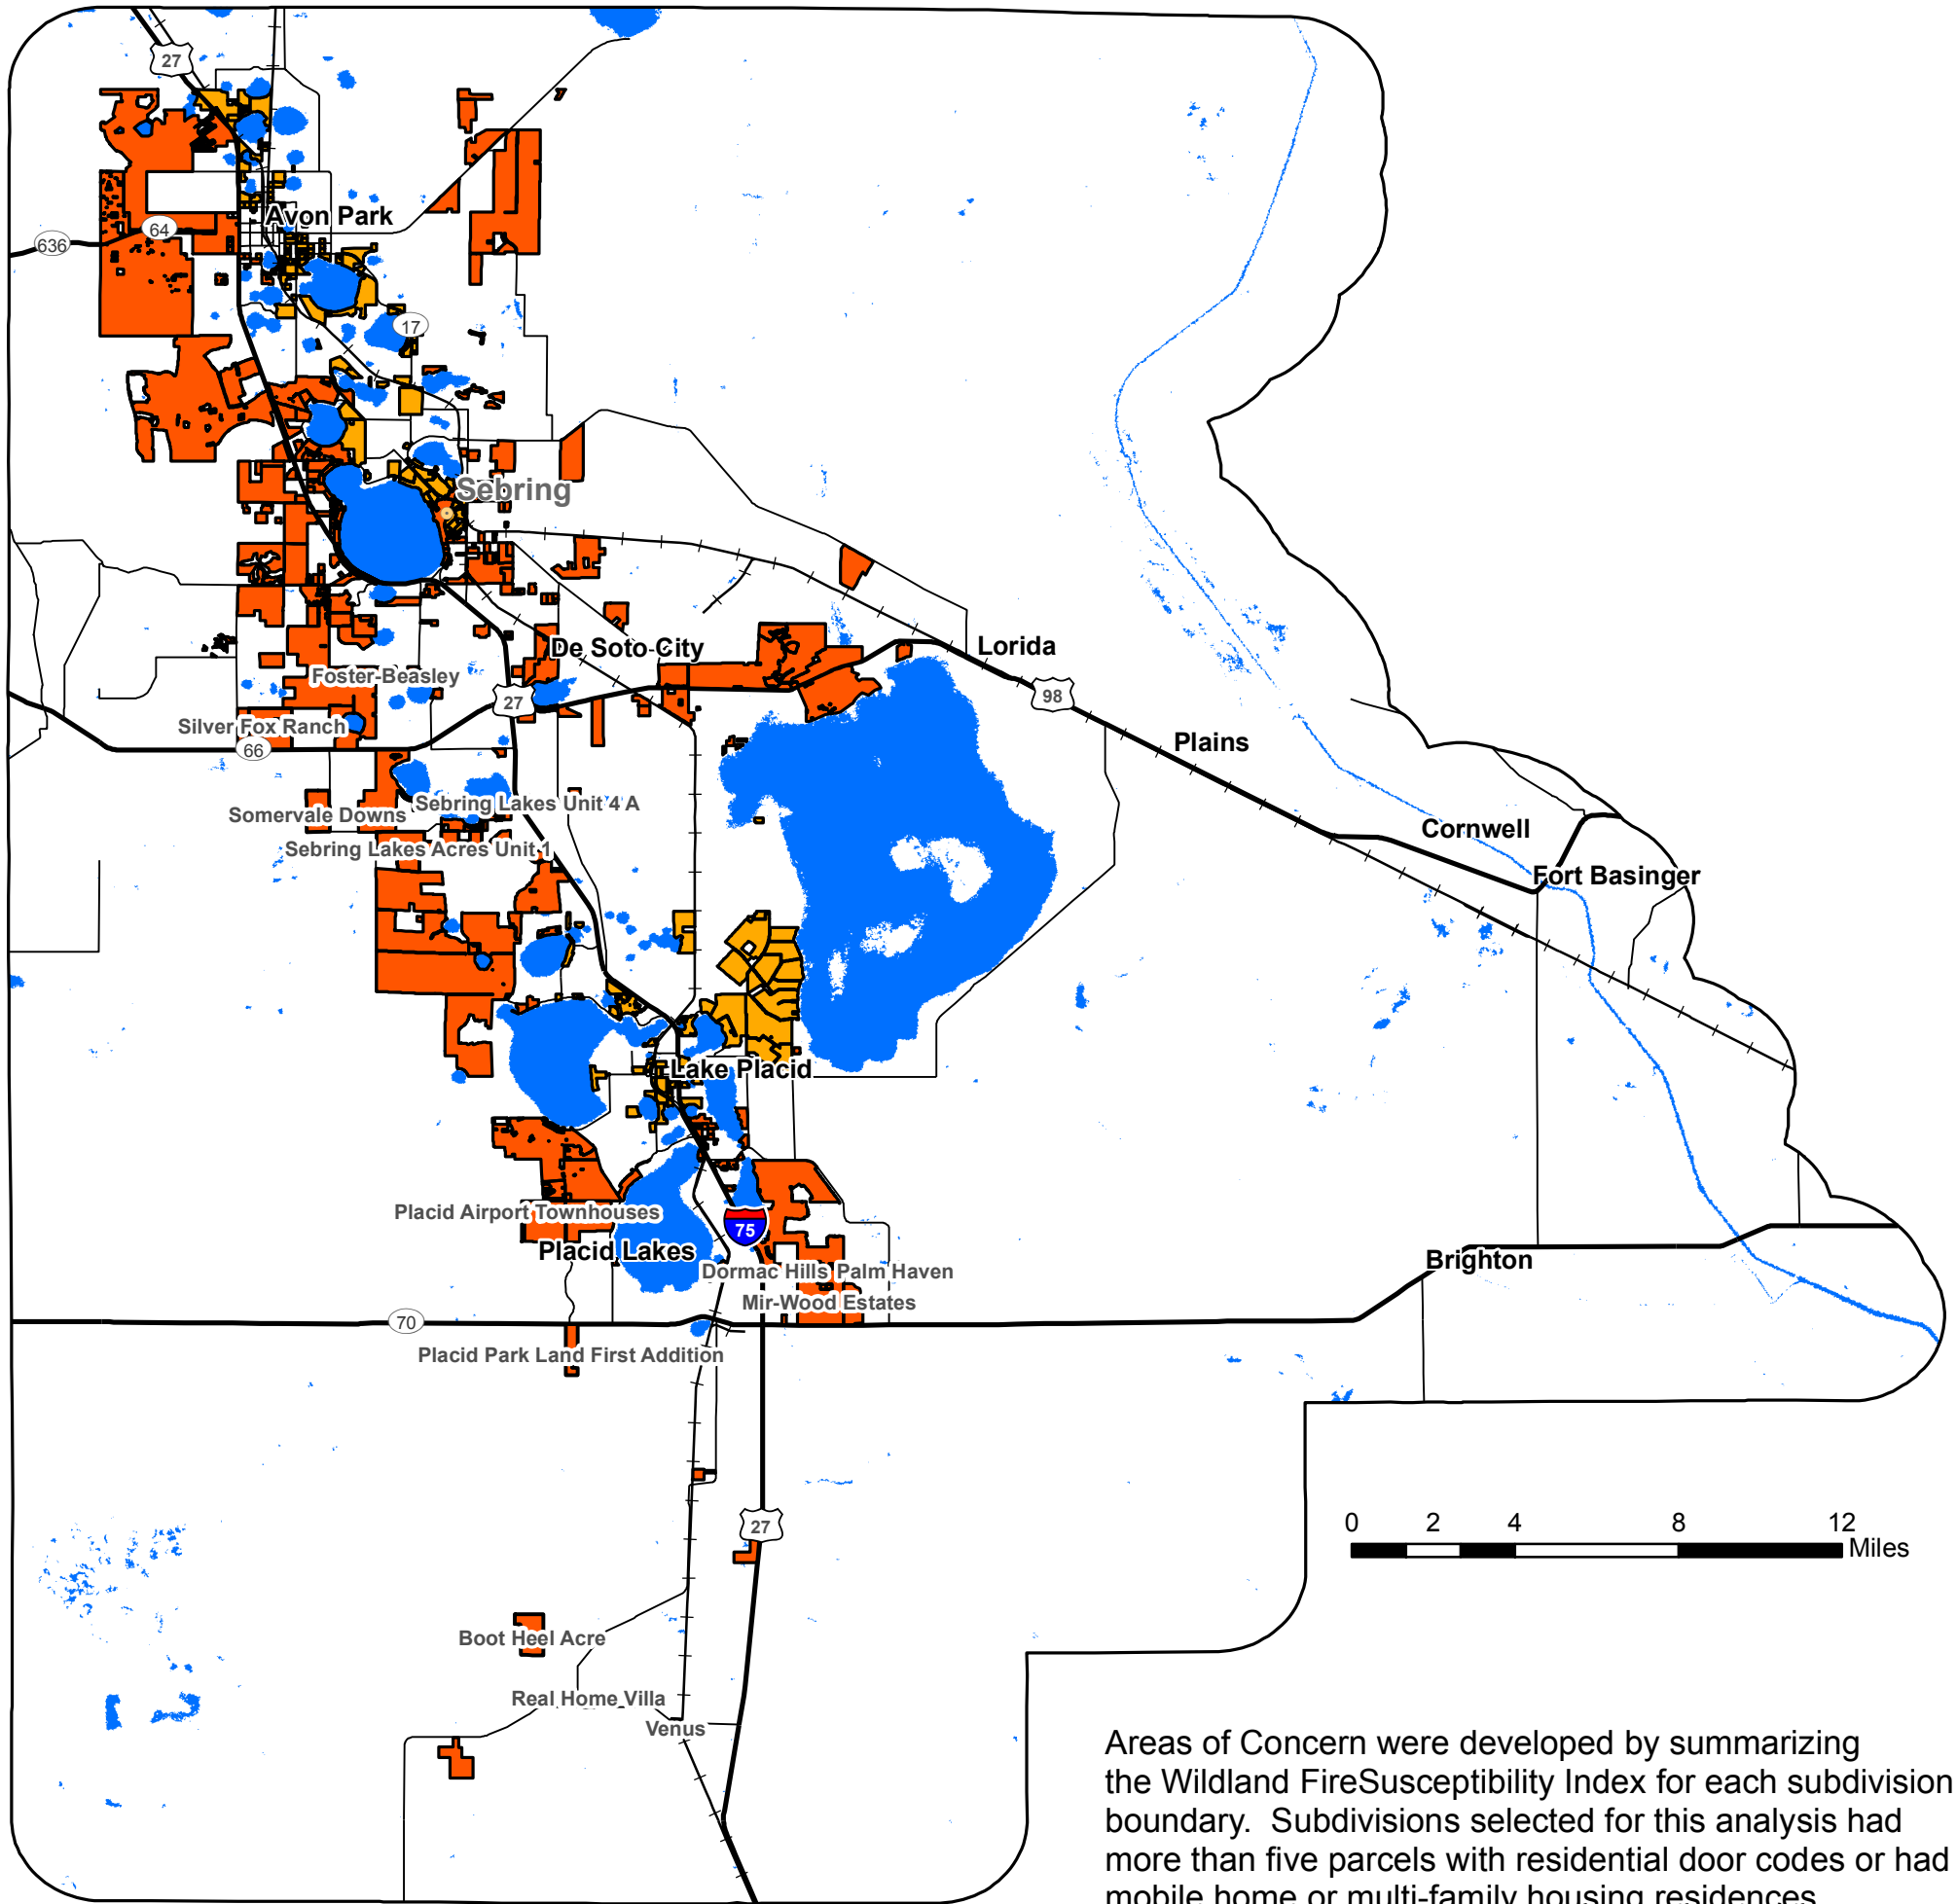 27
Avon Park
64
636
17
Sebring
De Soto City
Lorida
Foster-Beasley
27
98
Silver Fox Ranch
66
Plains
Sebring Lakes Unit 4 A
Somervale Downs
Cornwell
Sebring Lakes Acres Unit 1
Fort Basinger
Lake Placid
Placid Airport Townhouses
75
Placid Lakes
Brighton
Dormac Hills Palm Haven
Mir-Wood Estates
70
Placid Park Land First Addition
27
0 2 4 8 12
Miles
Boot Heel Acre
Real Home Villa
Venus
Areas of Concern were developed by summarizing
the Wildland FireSusceptibility Index for each subdivision
boundary. Subdivisions selected for this analysis had
more than five parcels with residential door codes or had
mobile home or multi-family housing residences